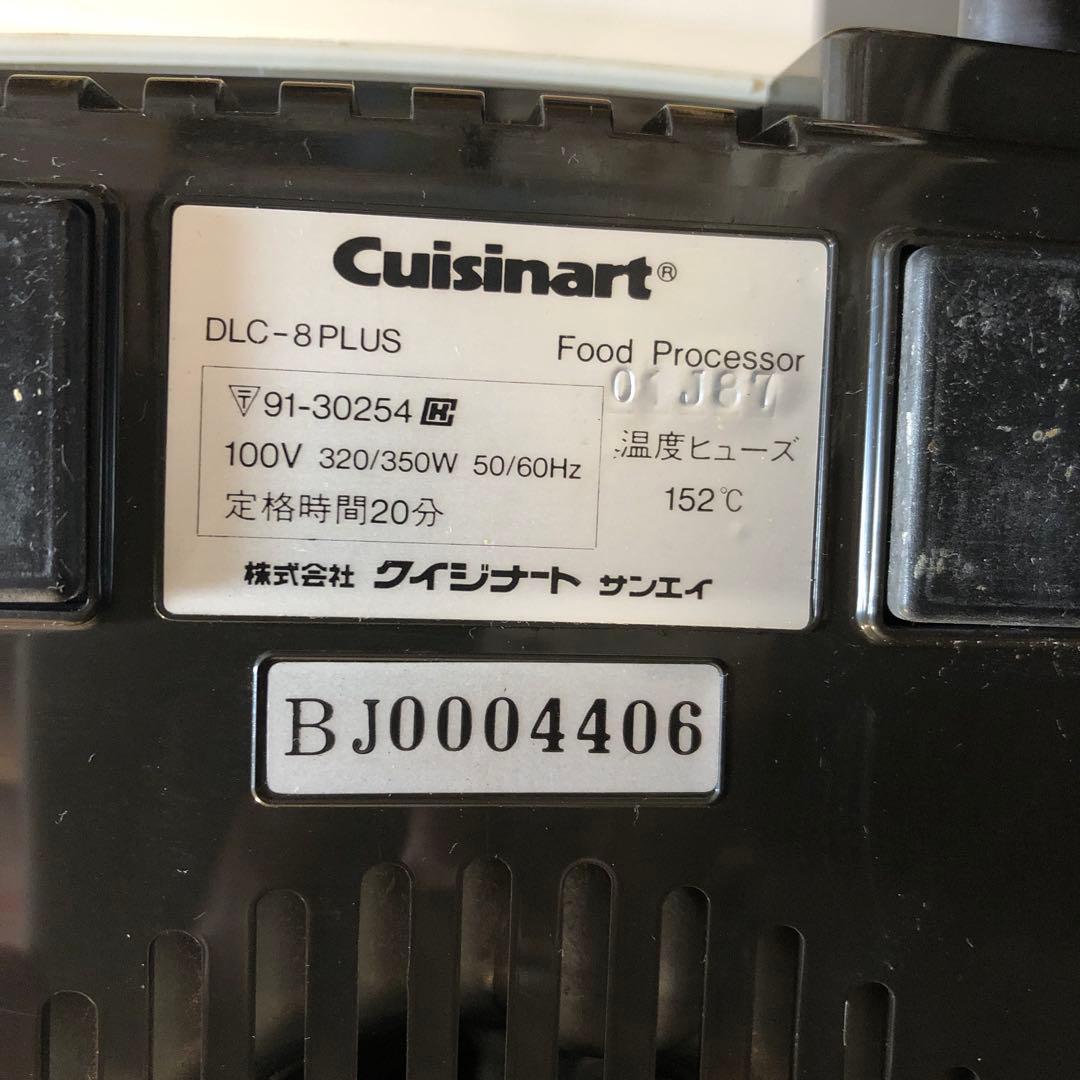 Cuisinart®
DLC-8PLUS
Food Processor
01J87
〒91-30254
100V 320/350W 50/60Hz
定格時間20分
温度ヒューズ
152℃
株式会社 クイジナート サンエイ
BJ0004406